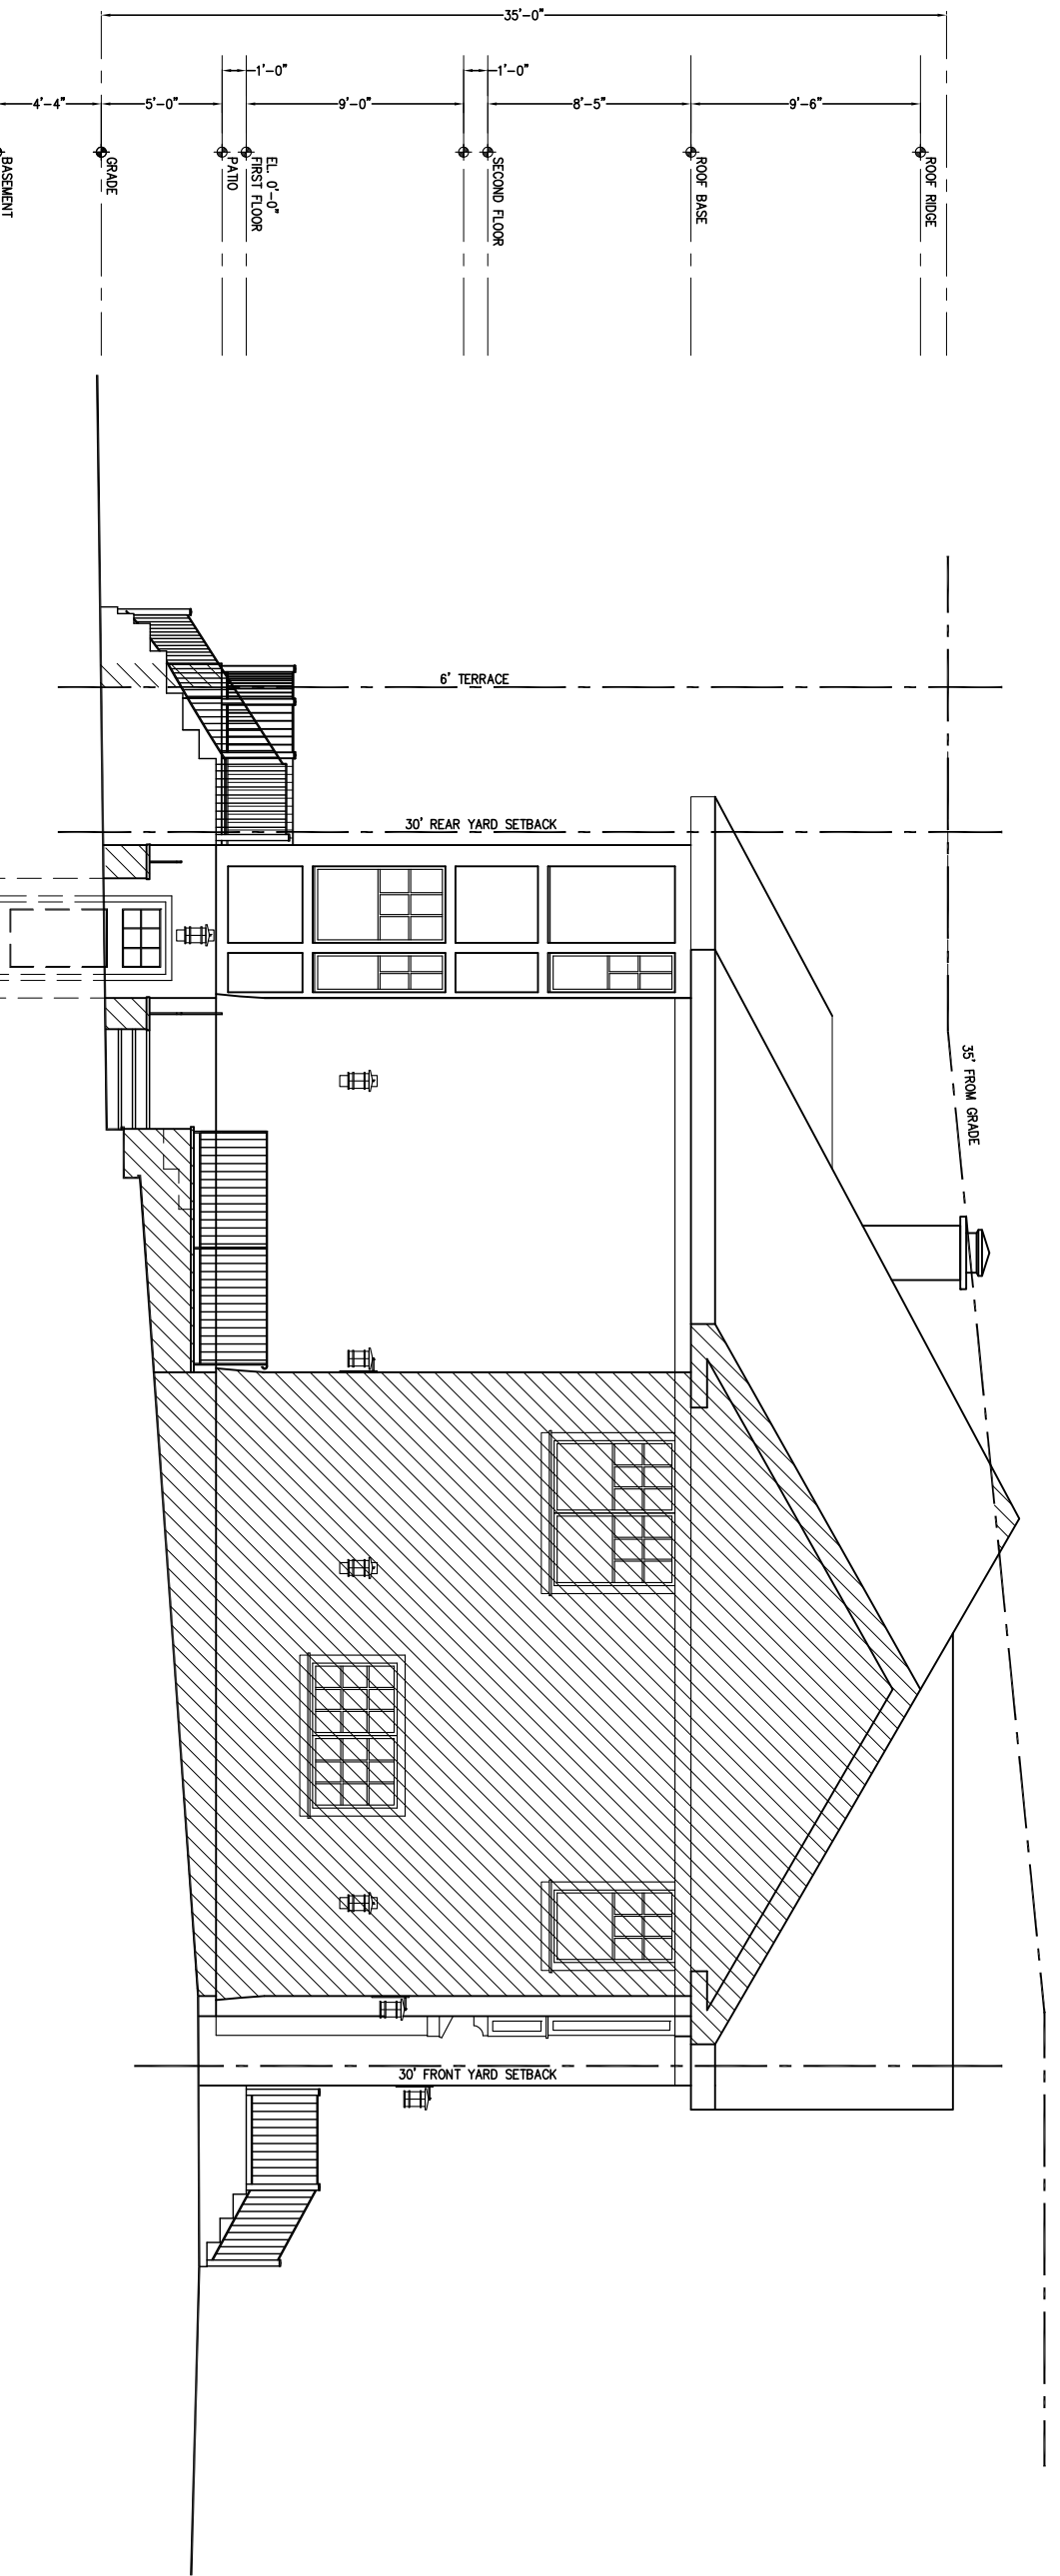 35'-0"
1'-0"
1'-0"
4'-4"
5'-0"
9'-0"
8'-5"
9'-6"
BASEMENT
GRADE
PATIO
EL. 0'-0"
FIRST FLOOR
SECOND FLOOR
ROOF BASE
ROOF RIDGE
6' TERRACE
30' REAR YARD SETBACK
35' FROM GRADE
30' FRONT YARD SETBACK